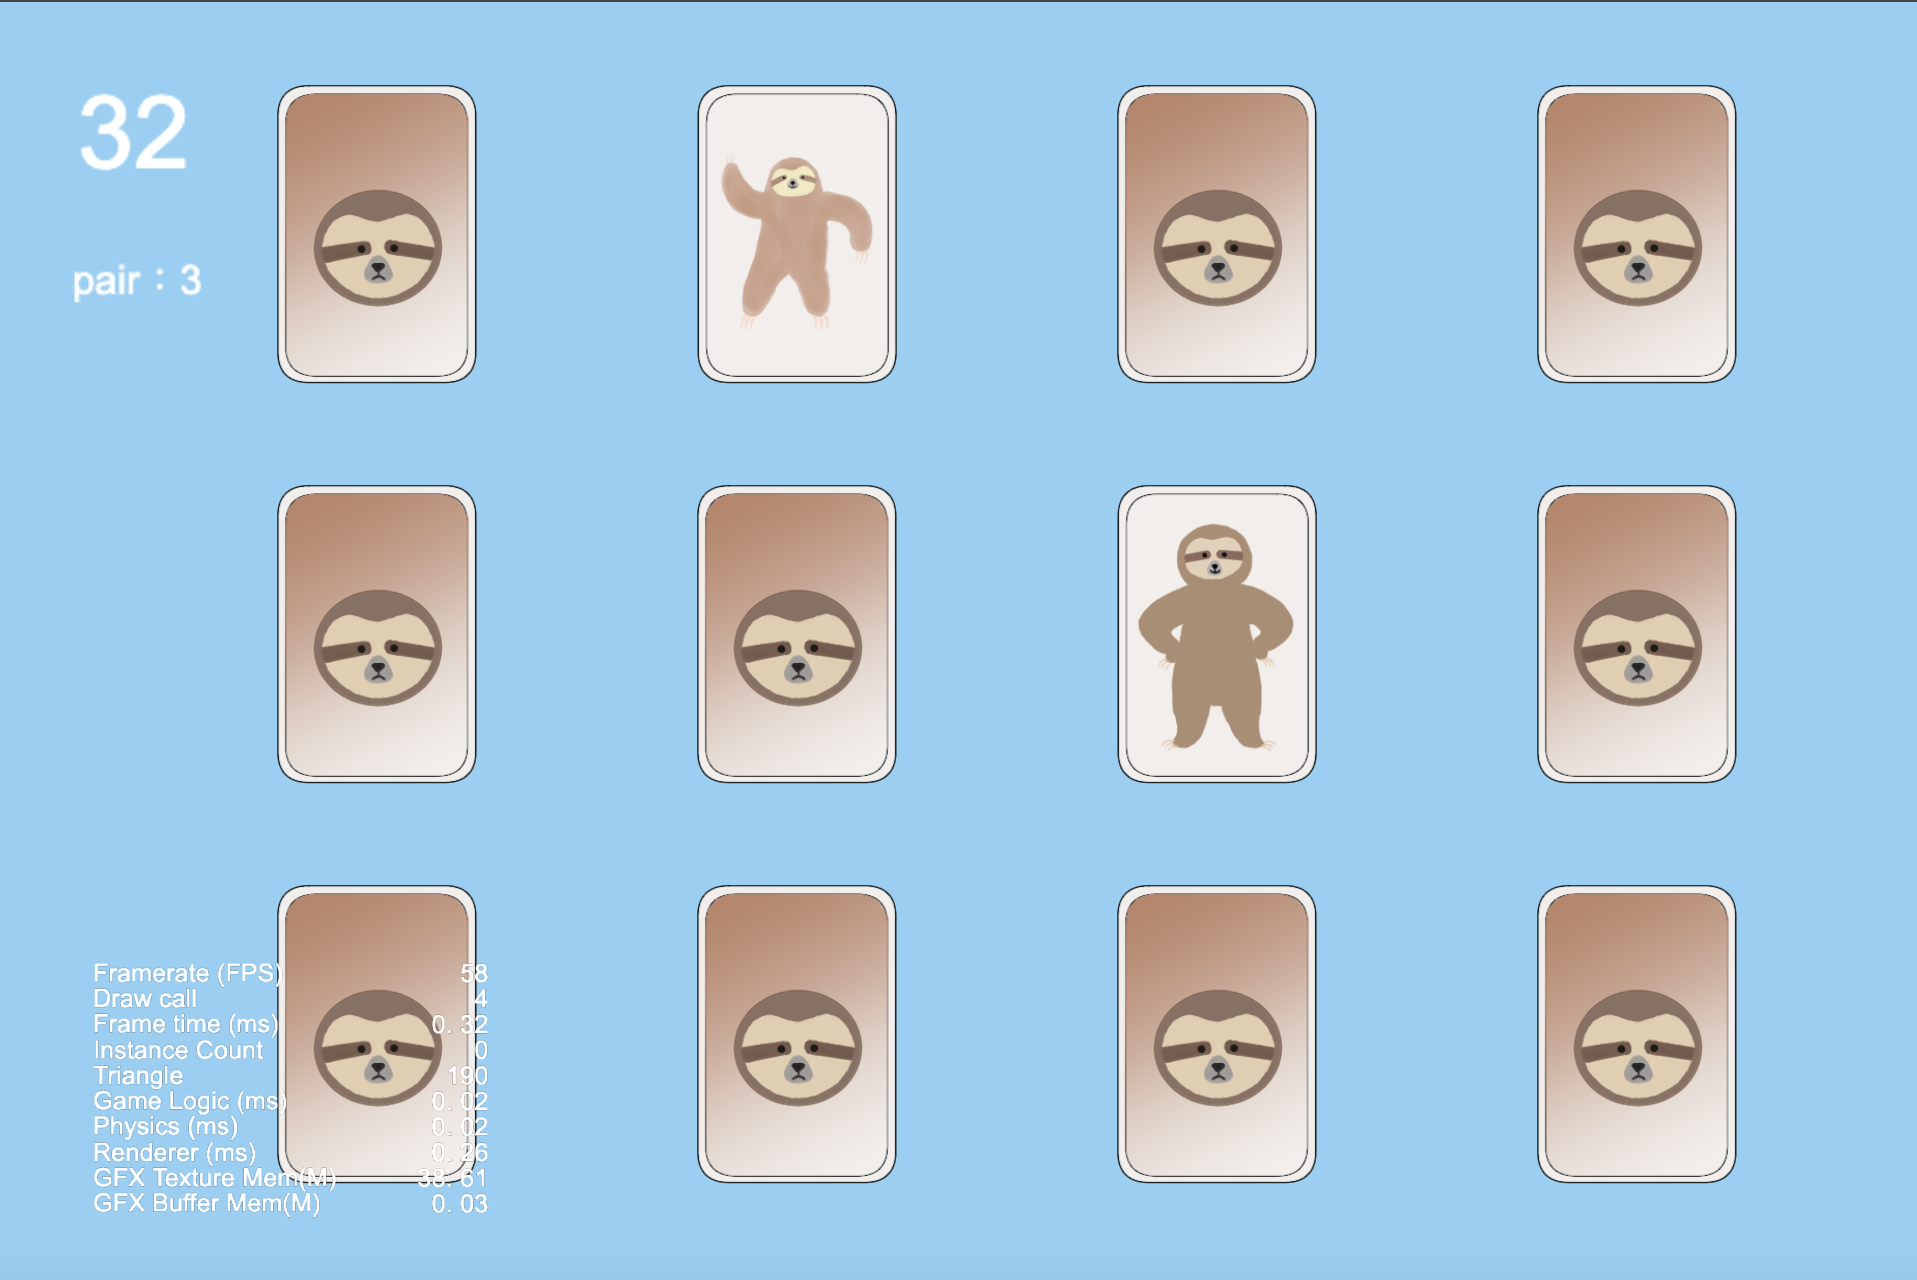 32
pair : 3
Framerate (FPS) 58
Draw call 4
Frame time (ms) 0. 32
Instance Count 0
Triangle 190
Game Logic (ms) 0. 02
Physics (ms) 0. 02
Renderer (ms) 0. 26
GFX Texture Mem(M) 38. 61
GFX Buffer Mem(M) 0. 03